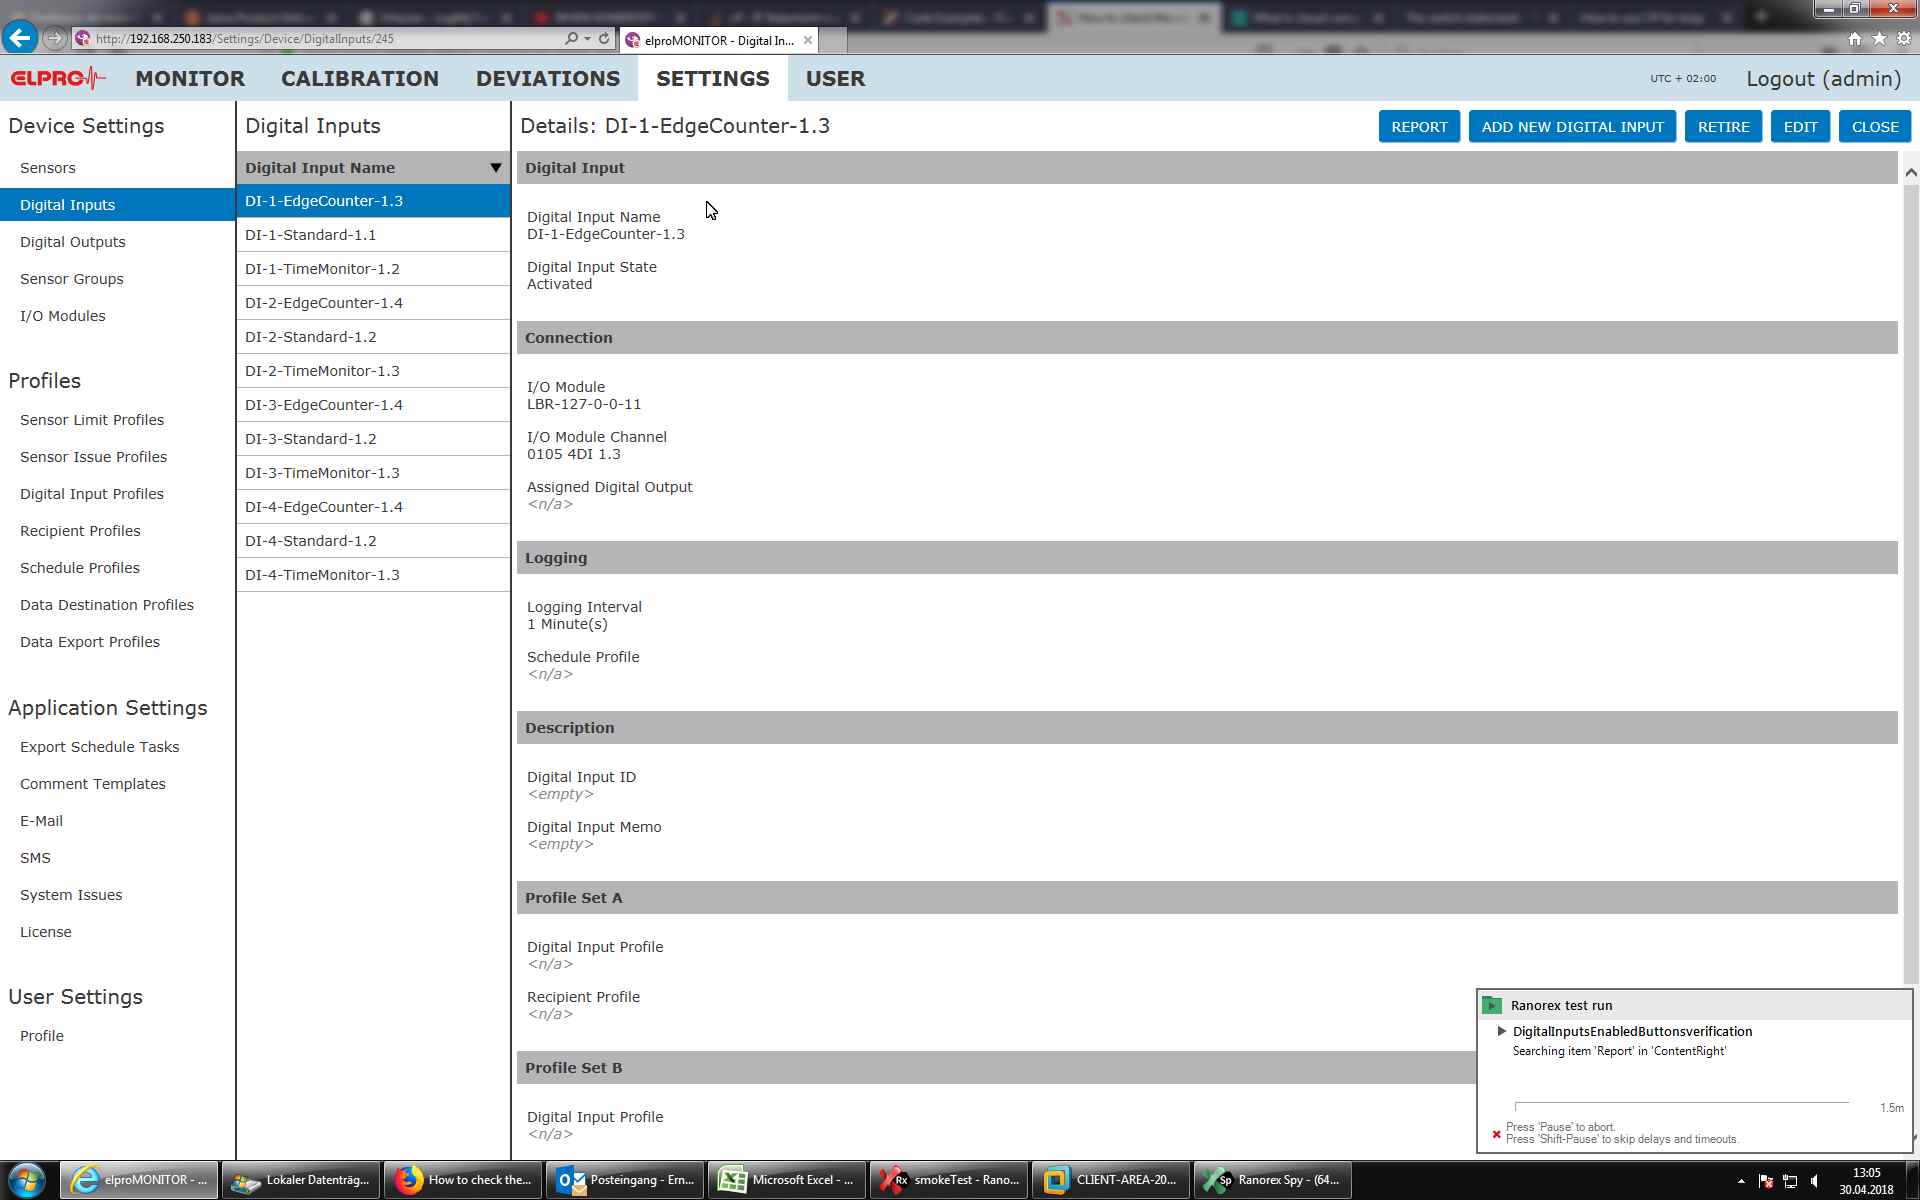 http://192.168.250.183/Settings/Device/DigitalInputs/245
elproMONITOR - Digital In...
ELPRO
MONITOR
CALIBRATION
DEVIATIONS
SETTINGS
USER
UTC + 02:00
Logout (admin)
Device Settings
Sensors
Digital Inputs
Digital Outputs
Sensor Groups
I/O Modules
Profiles
Sensor Limit Profiles
Sensor Issue Profiles
Digital Input Profiles
Recipient Profiles
Schedule Profiles
Data Destination Profiles
Data Export Profiles
Application Settings
Export Schedule Tasks
Comment Templates
E-Mail
SMS
System Issues
License
User Settings
Profile
Digital Inputs
Digital Input Name
DI-1-EdgeCounter-1.3
DI-1-Standard-1.1
DI-1-TimeMonitor-1.2
DI-2-EdgeCounter-1.4
DI-2-Standard-1.2
DI-2-TimeMonitor-1.3
DI-3-EdgeCounter-1.4
DI-3-Standard-1.2
DI-3-TimeMonitor-1.3
DI-4-EdgeCounter-1.4
DI-4-Standard-1.2
DI-4-TimeMonitor-1.3
Details: DI-1-EdgeCounter-1.3
REPORT
ADD NEW DIGITAL INPUT
RETIRE
EDIT
CLOSE
Digital Input
Digital Input Name
DI-1-EdgeCounter-1.3
Digital Input State
Activated
Connection
I/O Module
LBR-127-0-0-11
I/O Module Channel
0105 4DI 1.3
Assigned Digital Output
<n/a>
Logging
Logging Interval
1 Minute(s)
Schedule Profile
<n/a>
Description
Digital Input ID
<empty>
Digital Input Memo
<empty>
Profile Set A
Digital Input Profile
<n/a>
Recipient Profile
<n/a>
Profile Set B
Digital Input Profile
<n/a>
Ranorex test run
DigitalInputsEnabledButtonsverification
Searching item 'Report' in 'ContentRight'
1.5m
Press 'Pause' to abort.
Press 'Shift-Pause' to skip delays and timeouts.
elproMONITOR - ...
Lokaler Datenträg...
How to check the...
Posteingang - Ern...
Microsoft Excel - ...
smokeTest - Rano...
CLIENT-AREA-20...
Ranorex Spy - (64...
13:05
30.04.2018